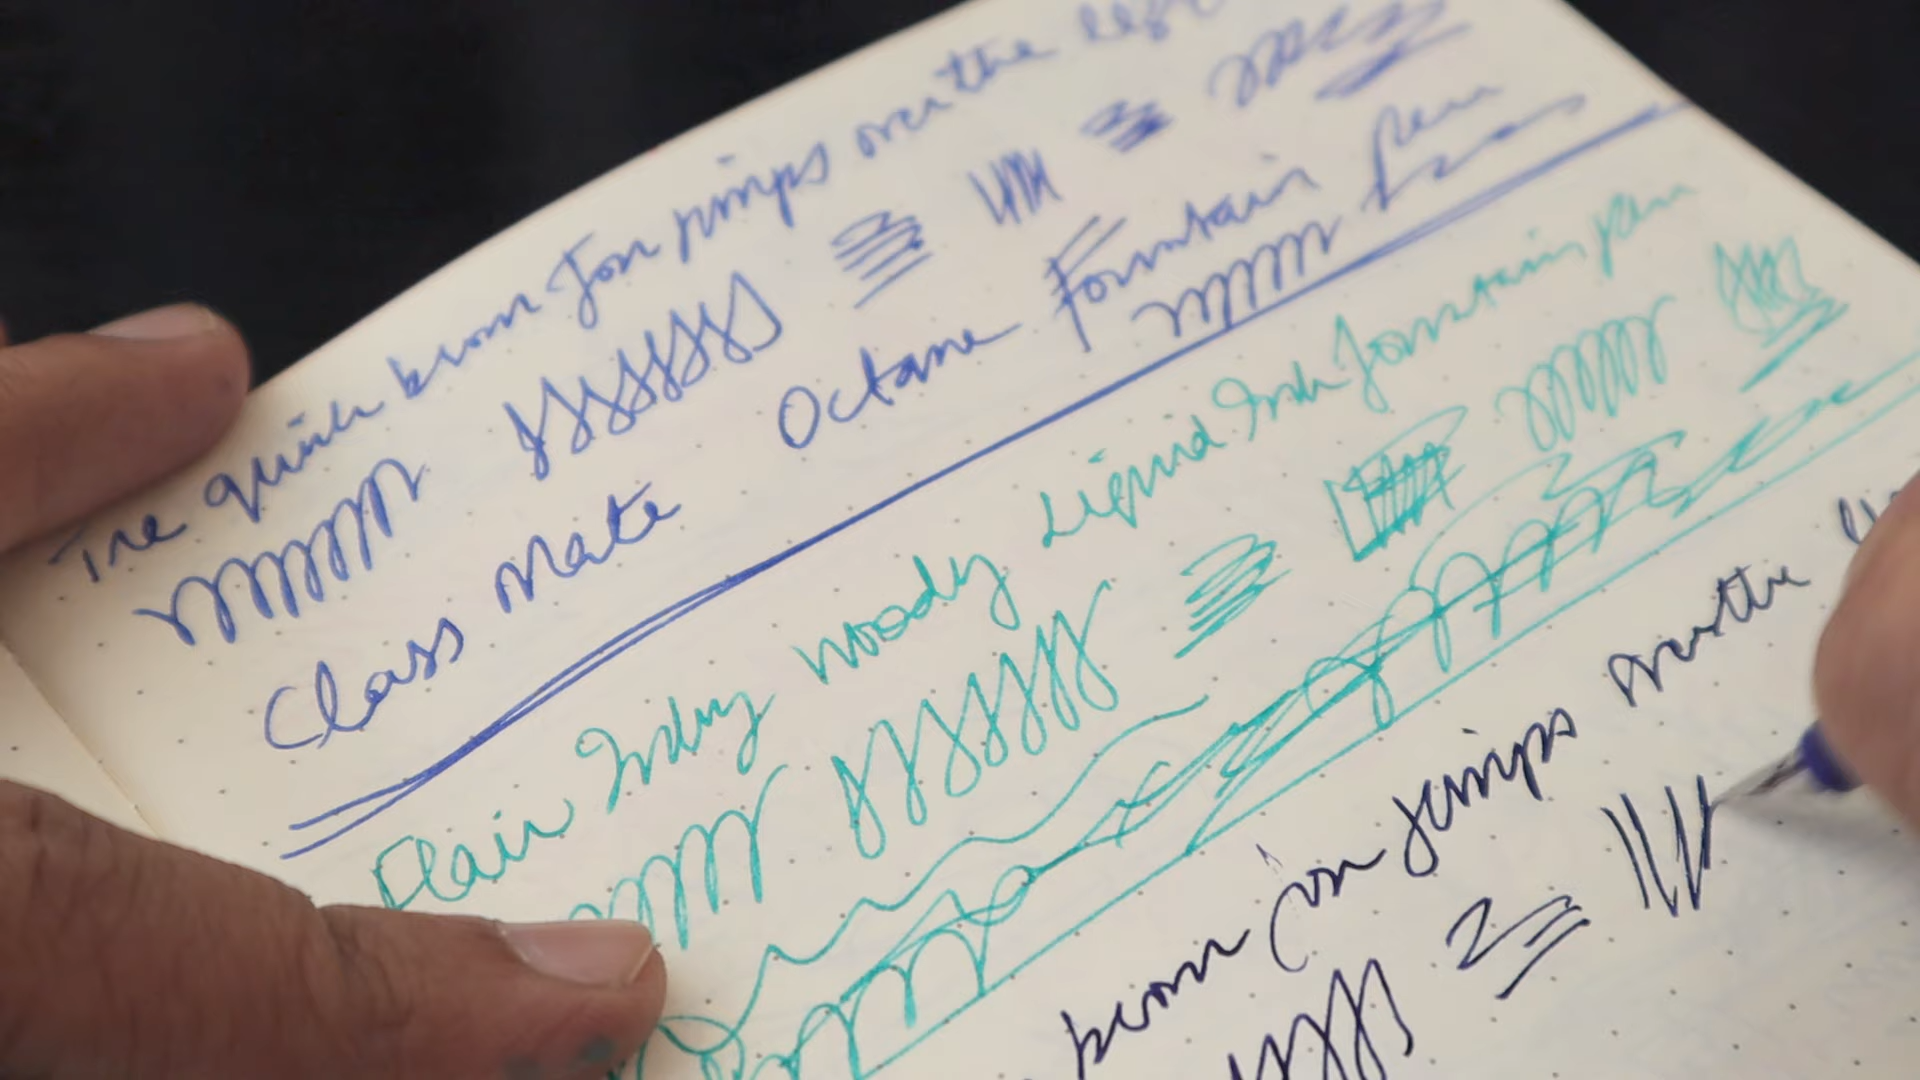 The quick brown fox jumps over the
Class mate Octane Fountain Pen
Flair Inky Woody Liquid Ink fountain pen
brown fox jumps over the